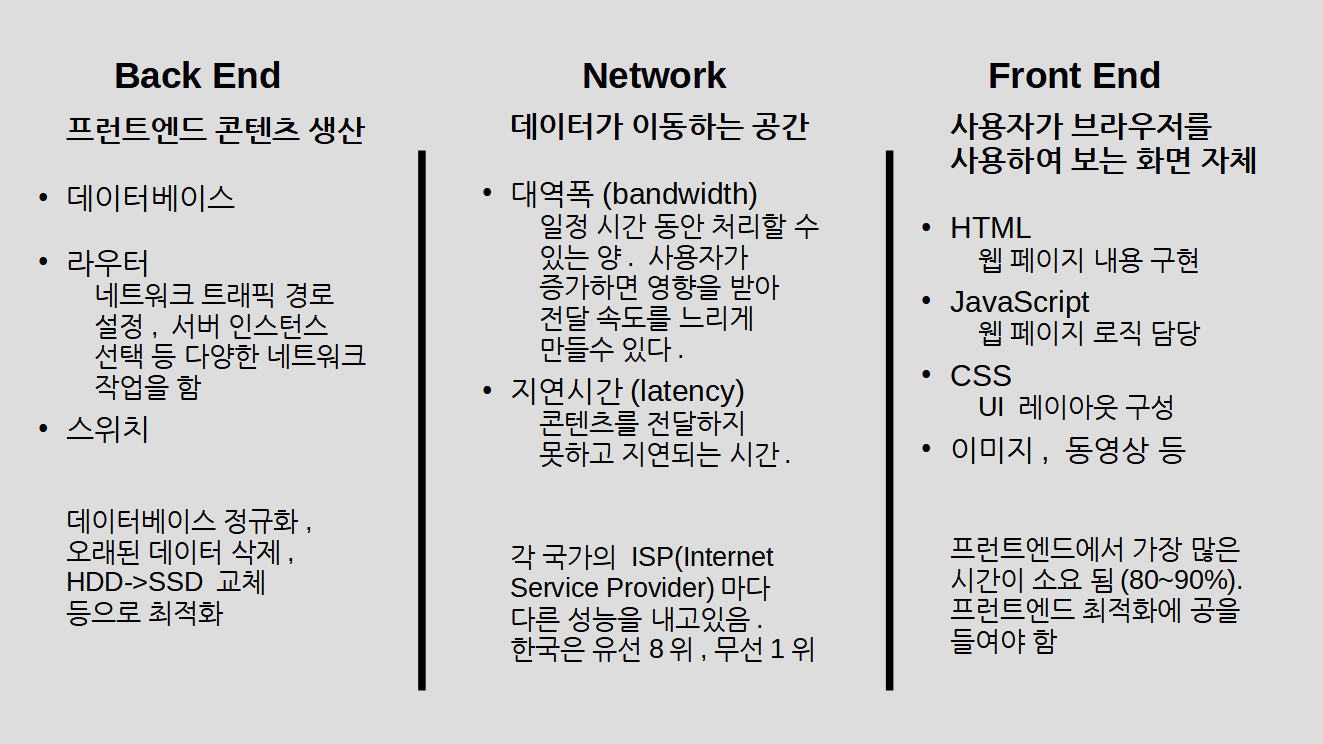 Back End
프런트엔드 콘텐츠 생산
• 데이터베이스
• 라우터
네트워크 트래픽 경로
설정 , 서버 인스턴스
선택 등 다양한 네트워크
작업을 함
• 스위치
데이터베이스 정규화 ,
오래된 데이터 삭제 ,
HDD->SSD 교체
등으로 최적화
Network
데이터가 이동하는 공간
• 대역폭 (bandwidth)
일정 시간 동안 처리할 수
있는 양 . 사용자가
증가하면 영향을 받아
전달 속도를 느리게
만들수 있다 .
• 지연시간 (latency)
콘텐츠를 전달하지
못하고 지연되는 시간 .
각 국가의 ISP(Internet
Service Provider) 마다
다른 성능을 내고있음 .
한국은 유선 8 위 , 무선 1 위
Front End
사용자가 브라우저를
사용하여 보는 화면 자체
• HTML
웹 페이지 내용 구현
• JavaScript
웹 페이지 로직 담당
• CSS
UI 레이아웃 구성
• 이미지 , 동영상 등
프런트엔드에서 가장 많은
시간이 소요 됨 (80~90%).
프런트엔드 최적화에 공을
들여야 함